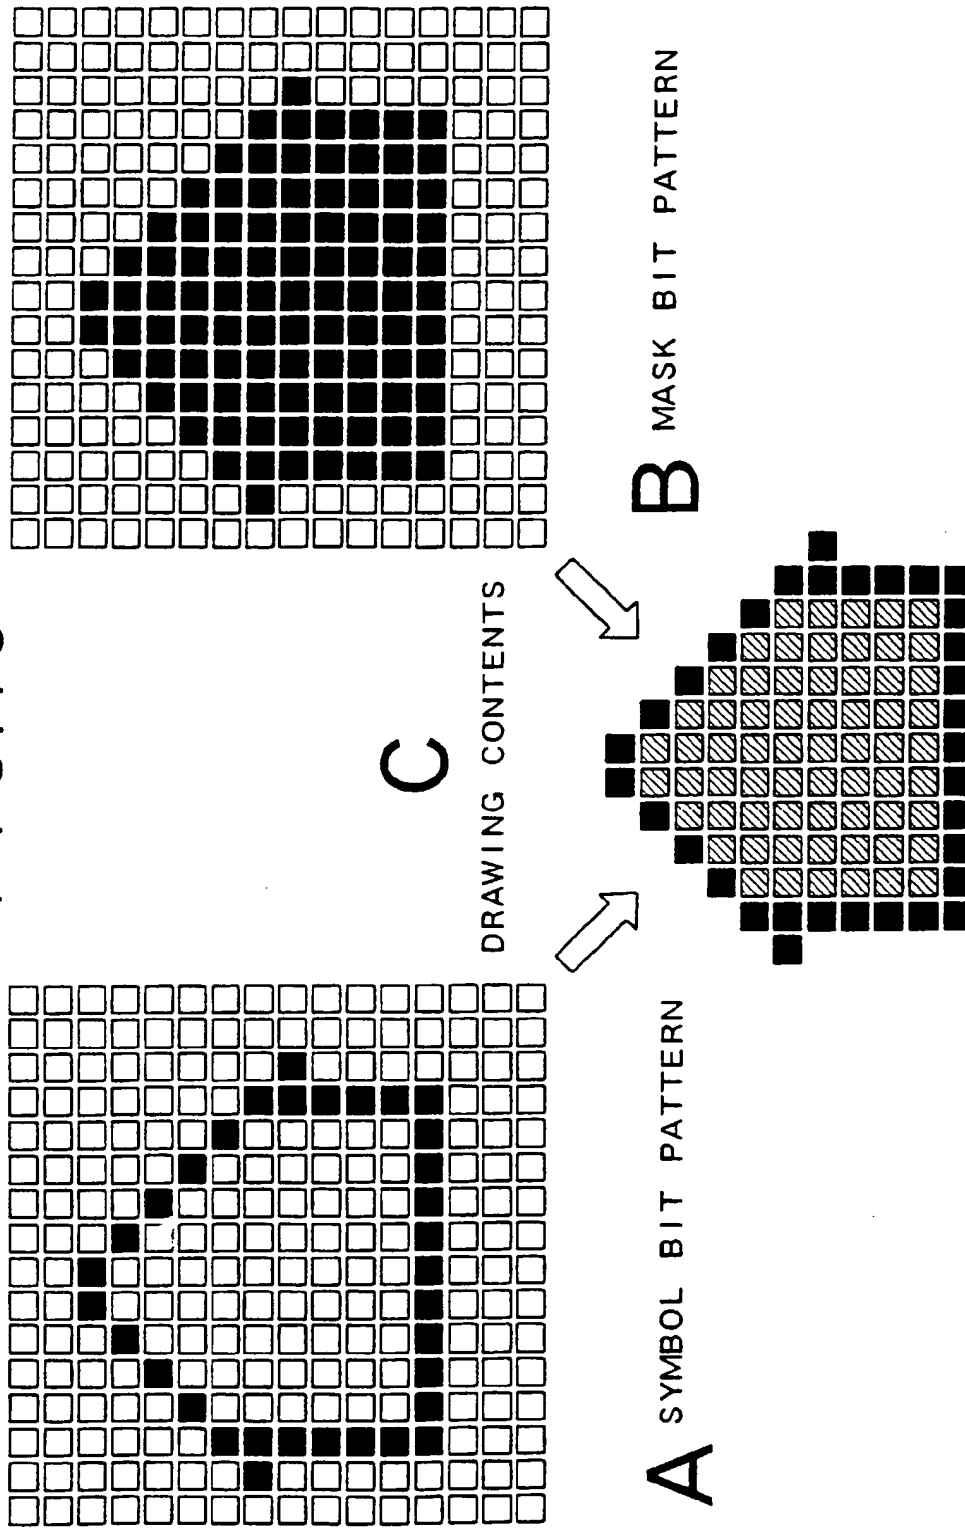 A SYMBOL BIT PATTERN
B MASK BIT PATTERN
C
DRAWING CONTENTS